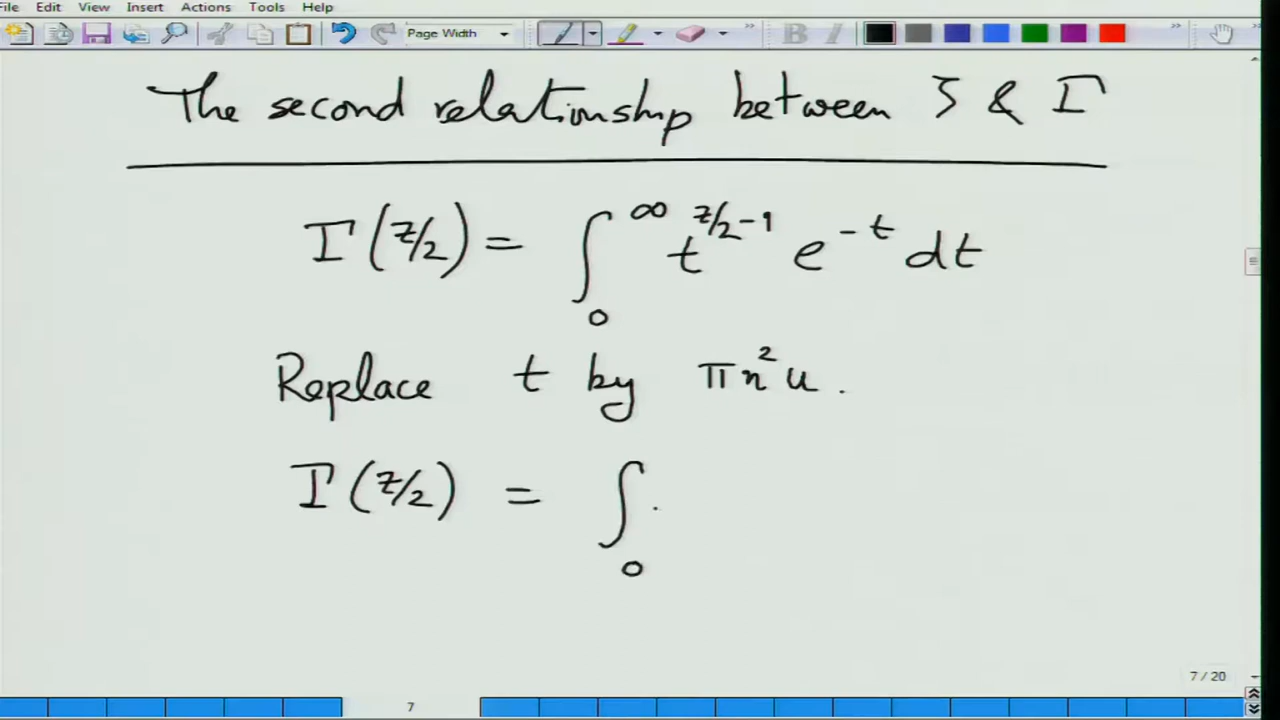 File Edit View Insert Actions Tools Help
Page Width
The second relationship between ζ & Γ
Γ(z/2) = ∫₀^∞ t^{z/2-1} e^{-t} dt
Replace t by πn²u.
Γ(z/2) = ∫₀
7 / 20
7